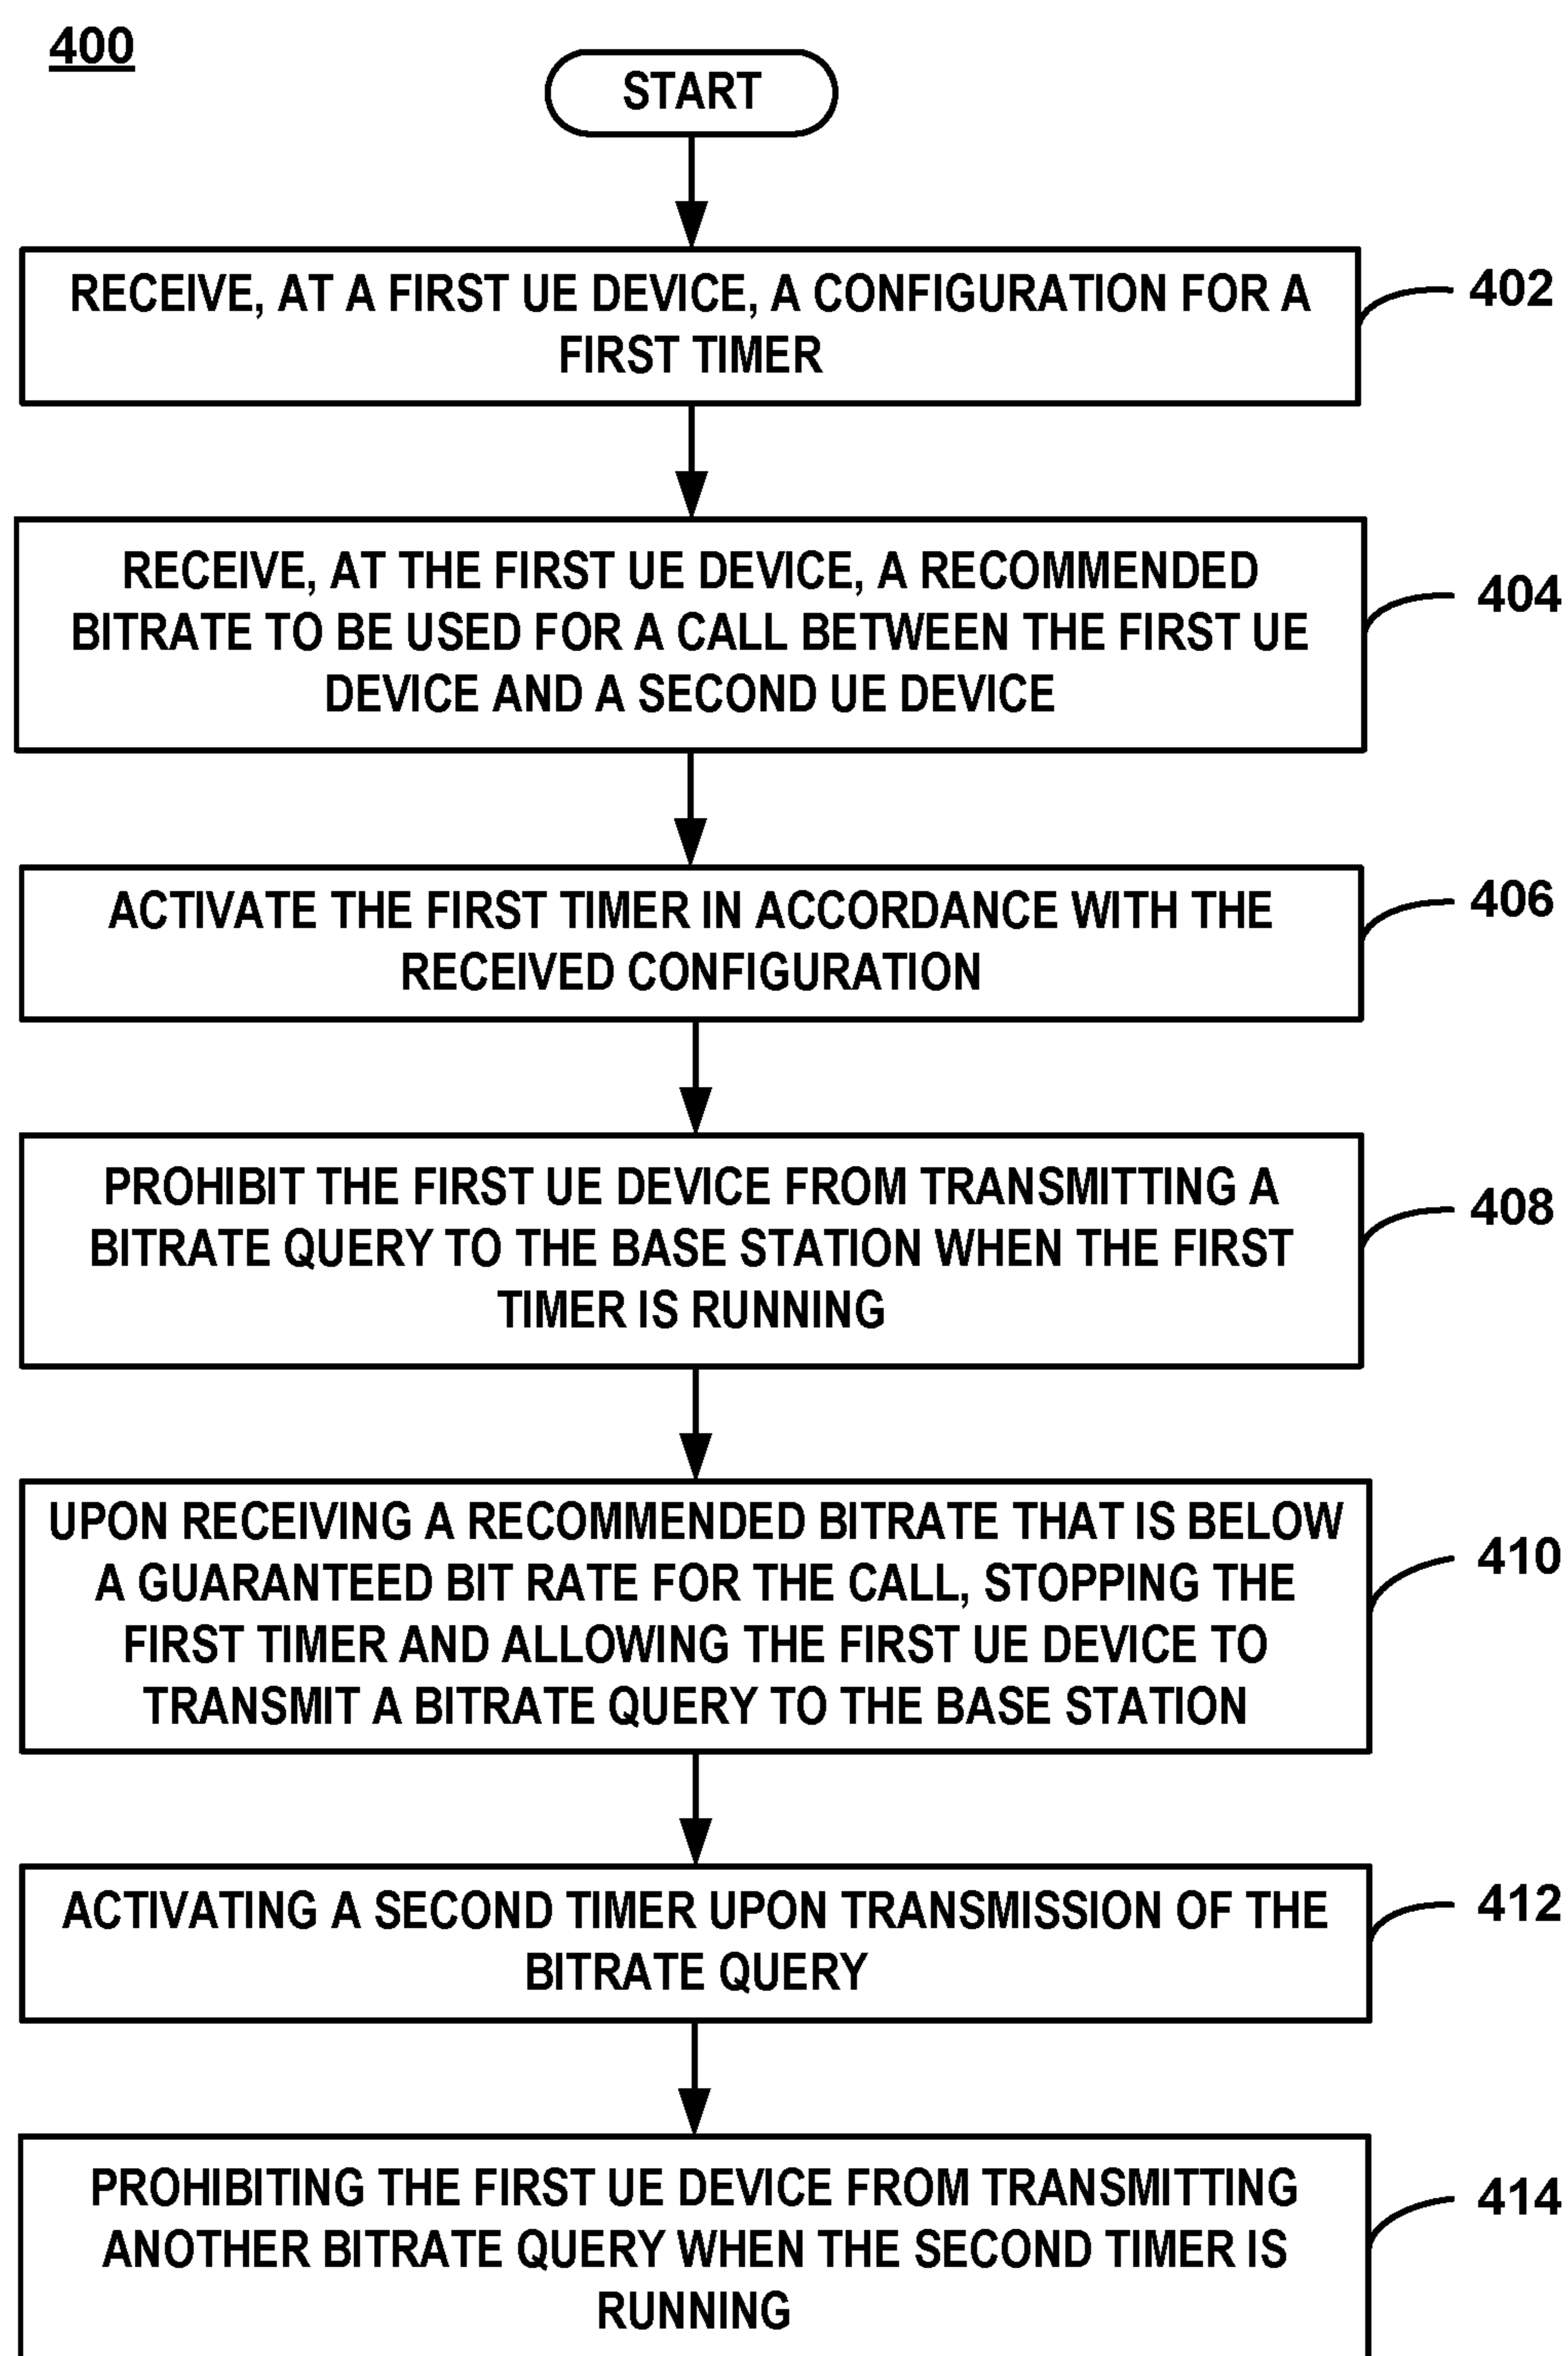 400
START
RECEIVE, AT A FIRST UE DEVICE, A CONFIGURATION FOR A
FIRST TIMER
402
RECEIVE, AT THE FIRST UE DEVICE, A RECOMMENDED
BITRATE TO BE USED FOR A CALL BETWEEN THE FIRST UE
DEVICE AND A SECOND UE DEVICE
404
ACTIVATE THE FIRST TIMER IN ACCORDANCE WITH THE
RECEIVED CONFIGURATION
406
PROHIBIT THE FIRST UE DEVICE FROM TRANSMITTING A
BITRATE QUERY TO THE BASE STATION WHEN THE FIRST
TIMER IS RUNNING
408
UPON RECEIVING A RECOMMENDED BITRATE THAT IS BELOW
A GUARANTEED BIT RATE FOR THE CALL, STOPPING THE
FIRST TIMER AND ALLOWING THE FIRST UE DEVICE TO
TRANSMIT A BITRATE QUERY TO THE BASE STATION
410
ACTIVATING A SECOND TIMER UPON TRANSMISSION OF THE
BITRATE QUERY
412
PROHIBITING THE FIRST UE DEVICE FROM TRANSMITTING
ANOTHER BITRATE QUERY WHEN THE SECOND TIMER IS
RUNNING
414